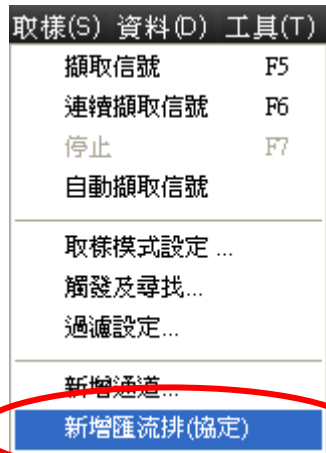 取樣(S) 資料(D) 工具(T)
擷取信號 F5
連續擷取信號 F6
停止 F7
自動擷取信號
取樣模式設定 ...
觸發及尋找...
過濾設定...
新增通道...
新增匯流排(協定)